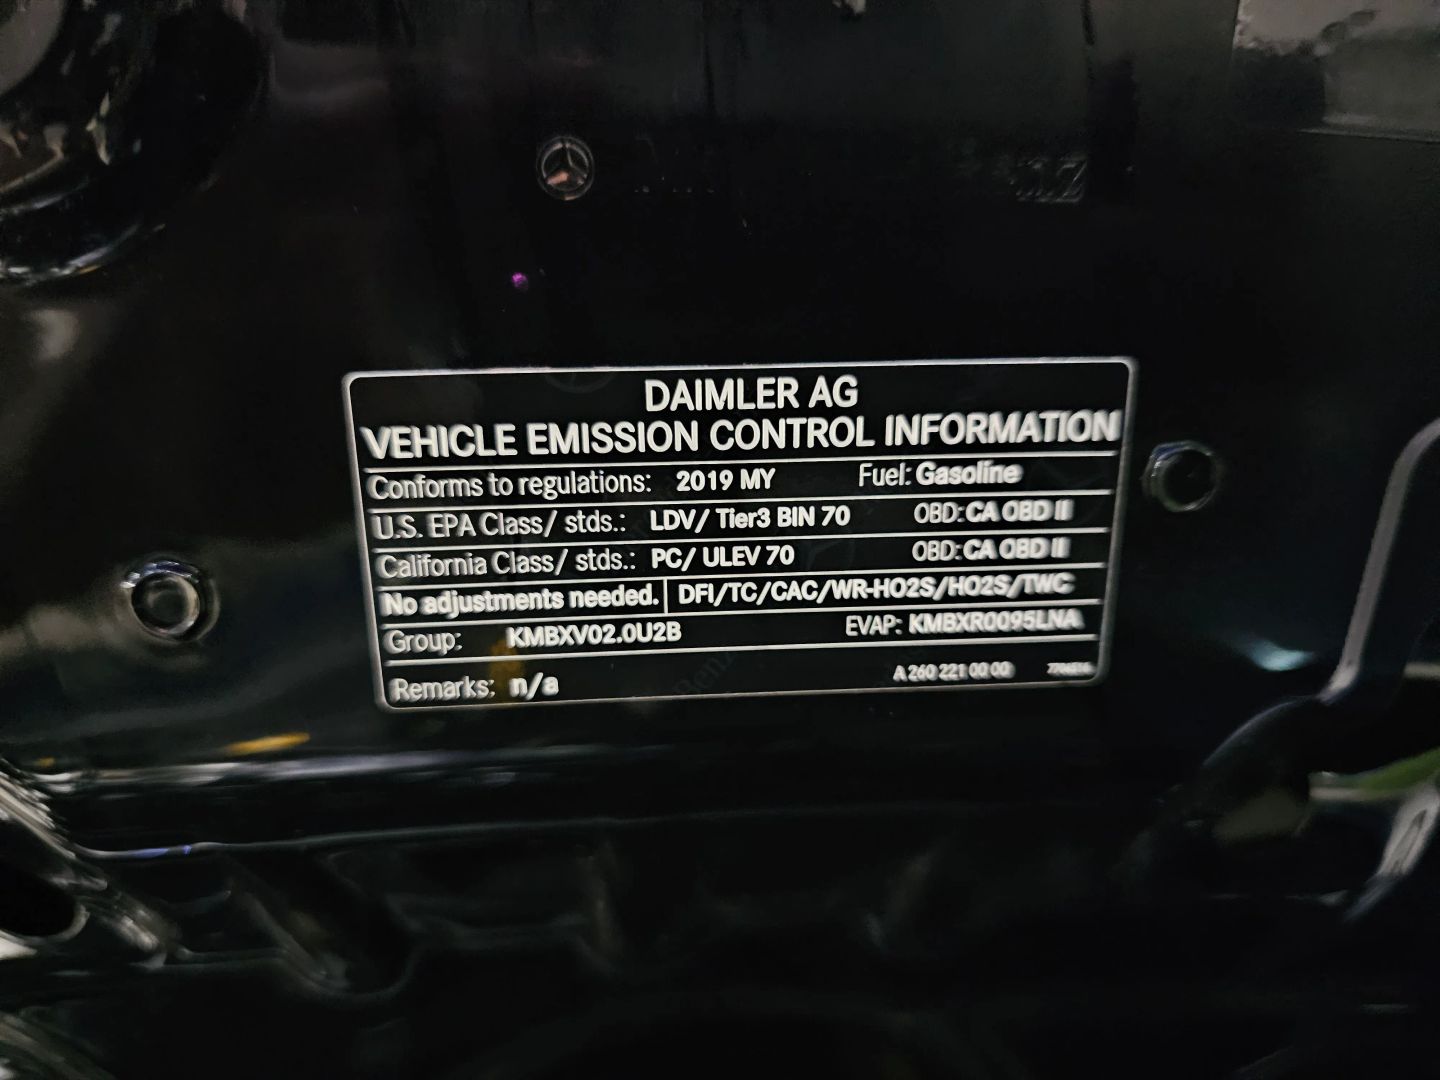 DAIMLER AG
VEHICLE EMISSION CONTROL INFORMATION
Conforms to regulations: 2019 MY Fuel: Gasoline
U.S. EPA Class/ stds.: LDV/ Tier3 BIN 70 OBD: CA OBD II
California Class/ stds.: PC/ ULEV 70 OBD: CA OBD II
No adjustments needed. DFI/TC/CAC/WR-HO2S/HO2S/TWC
Group: KMBXV02.0U2B EVAP: KMBXR0095LNA
Remarks: n/a A 260 221 00 00